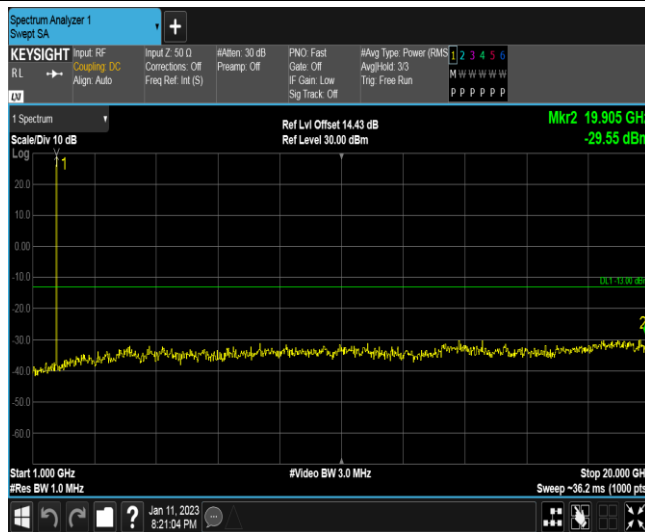 Spectrum Analyzer 1
Swept SA
+
KEYSIGHT
RL
LXI
Input: RF
Coupling: DC
Align: Auto
Input Z: 50 Ω
Corrections: Off
Freq Ref: Int (S)
#Atten: 30 dB
Preamp: Off
PNO: Fast
Gate: Off
IF Gain: Low
Sig Track: Off
#Avg Type: Power (RMS
Avg|Hold: 3/3
Trig: Free Run
1 2 3 4 5 6
M W W W W W
P P P P P P
1 Spectrum
Scale/Div 10 dB
Log
Ref Lvl Offset 14.43 dB
Ref Level 30.00 dBm
Mkr2 19.905 GHz
-29.55 dBm
1
20.0
10.0
0.00
-10.0
DL1 -13.00 dB
-20.0
2
-30.0
-40.0
-50.0
-60.0
Start 1.000 GHz
#Video BW 3.0 MHz
Stop 20.000 GH
#Res BW 1.0 MHz
Sweep ~36.2 ms (1000 pts
?
Jan 11, 2023
8:21:04 PM